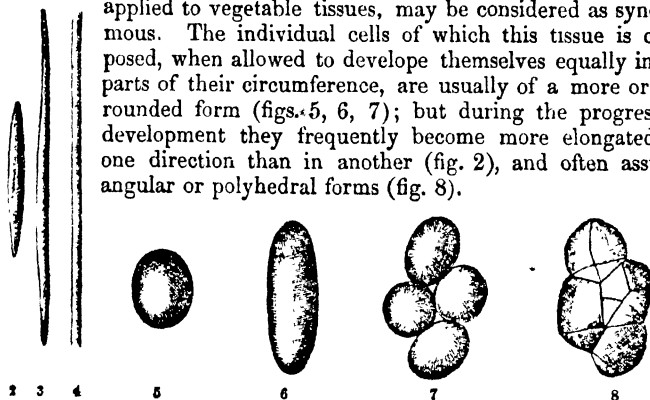 applied to vegetable tissues, may be considered as syn
mous. The individual cells of which this tissue is c
posed, when allowed to develope themselves equally in
parts of their circumference, are usually of a more or
rounded form (figs. 5, 6, 7); but during the progres
development they frequently become more elongated
one direction than in another (fig. 2), and often ass
angular or polyhedral forms (fig. 8).
2 3 4 5 6 7 8